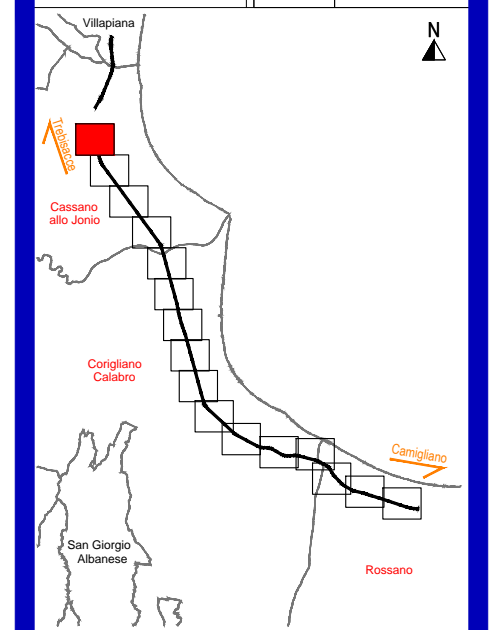 Villapiana
N
Trebisacce
Cassano
allo Jonio
Corigliano
Calabro
Camigliano
San Giorgio
Albanese
Rossano